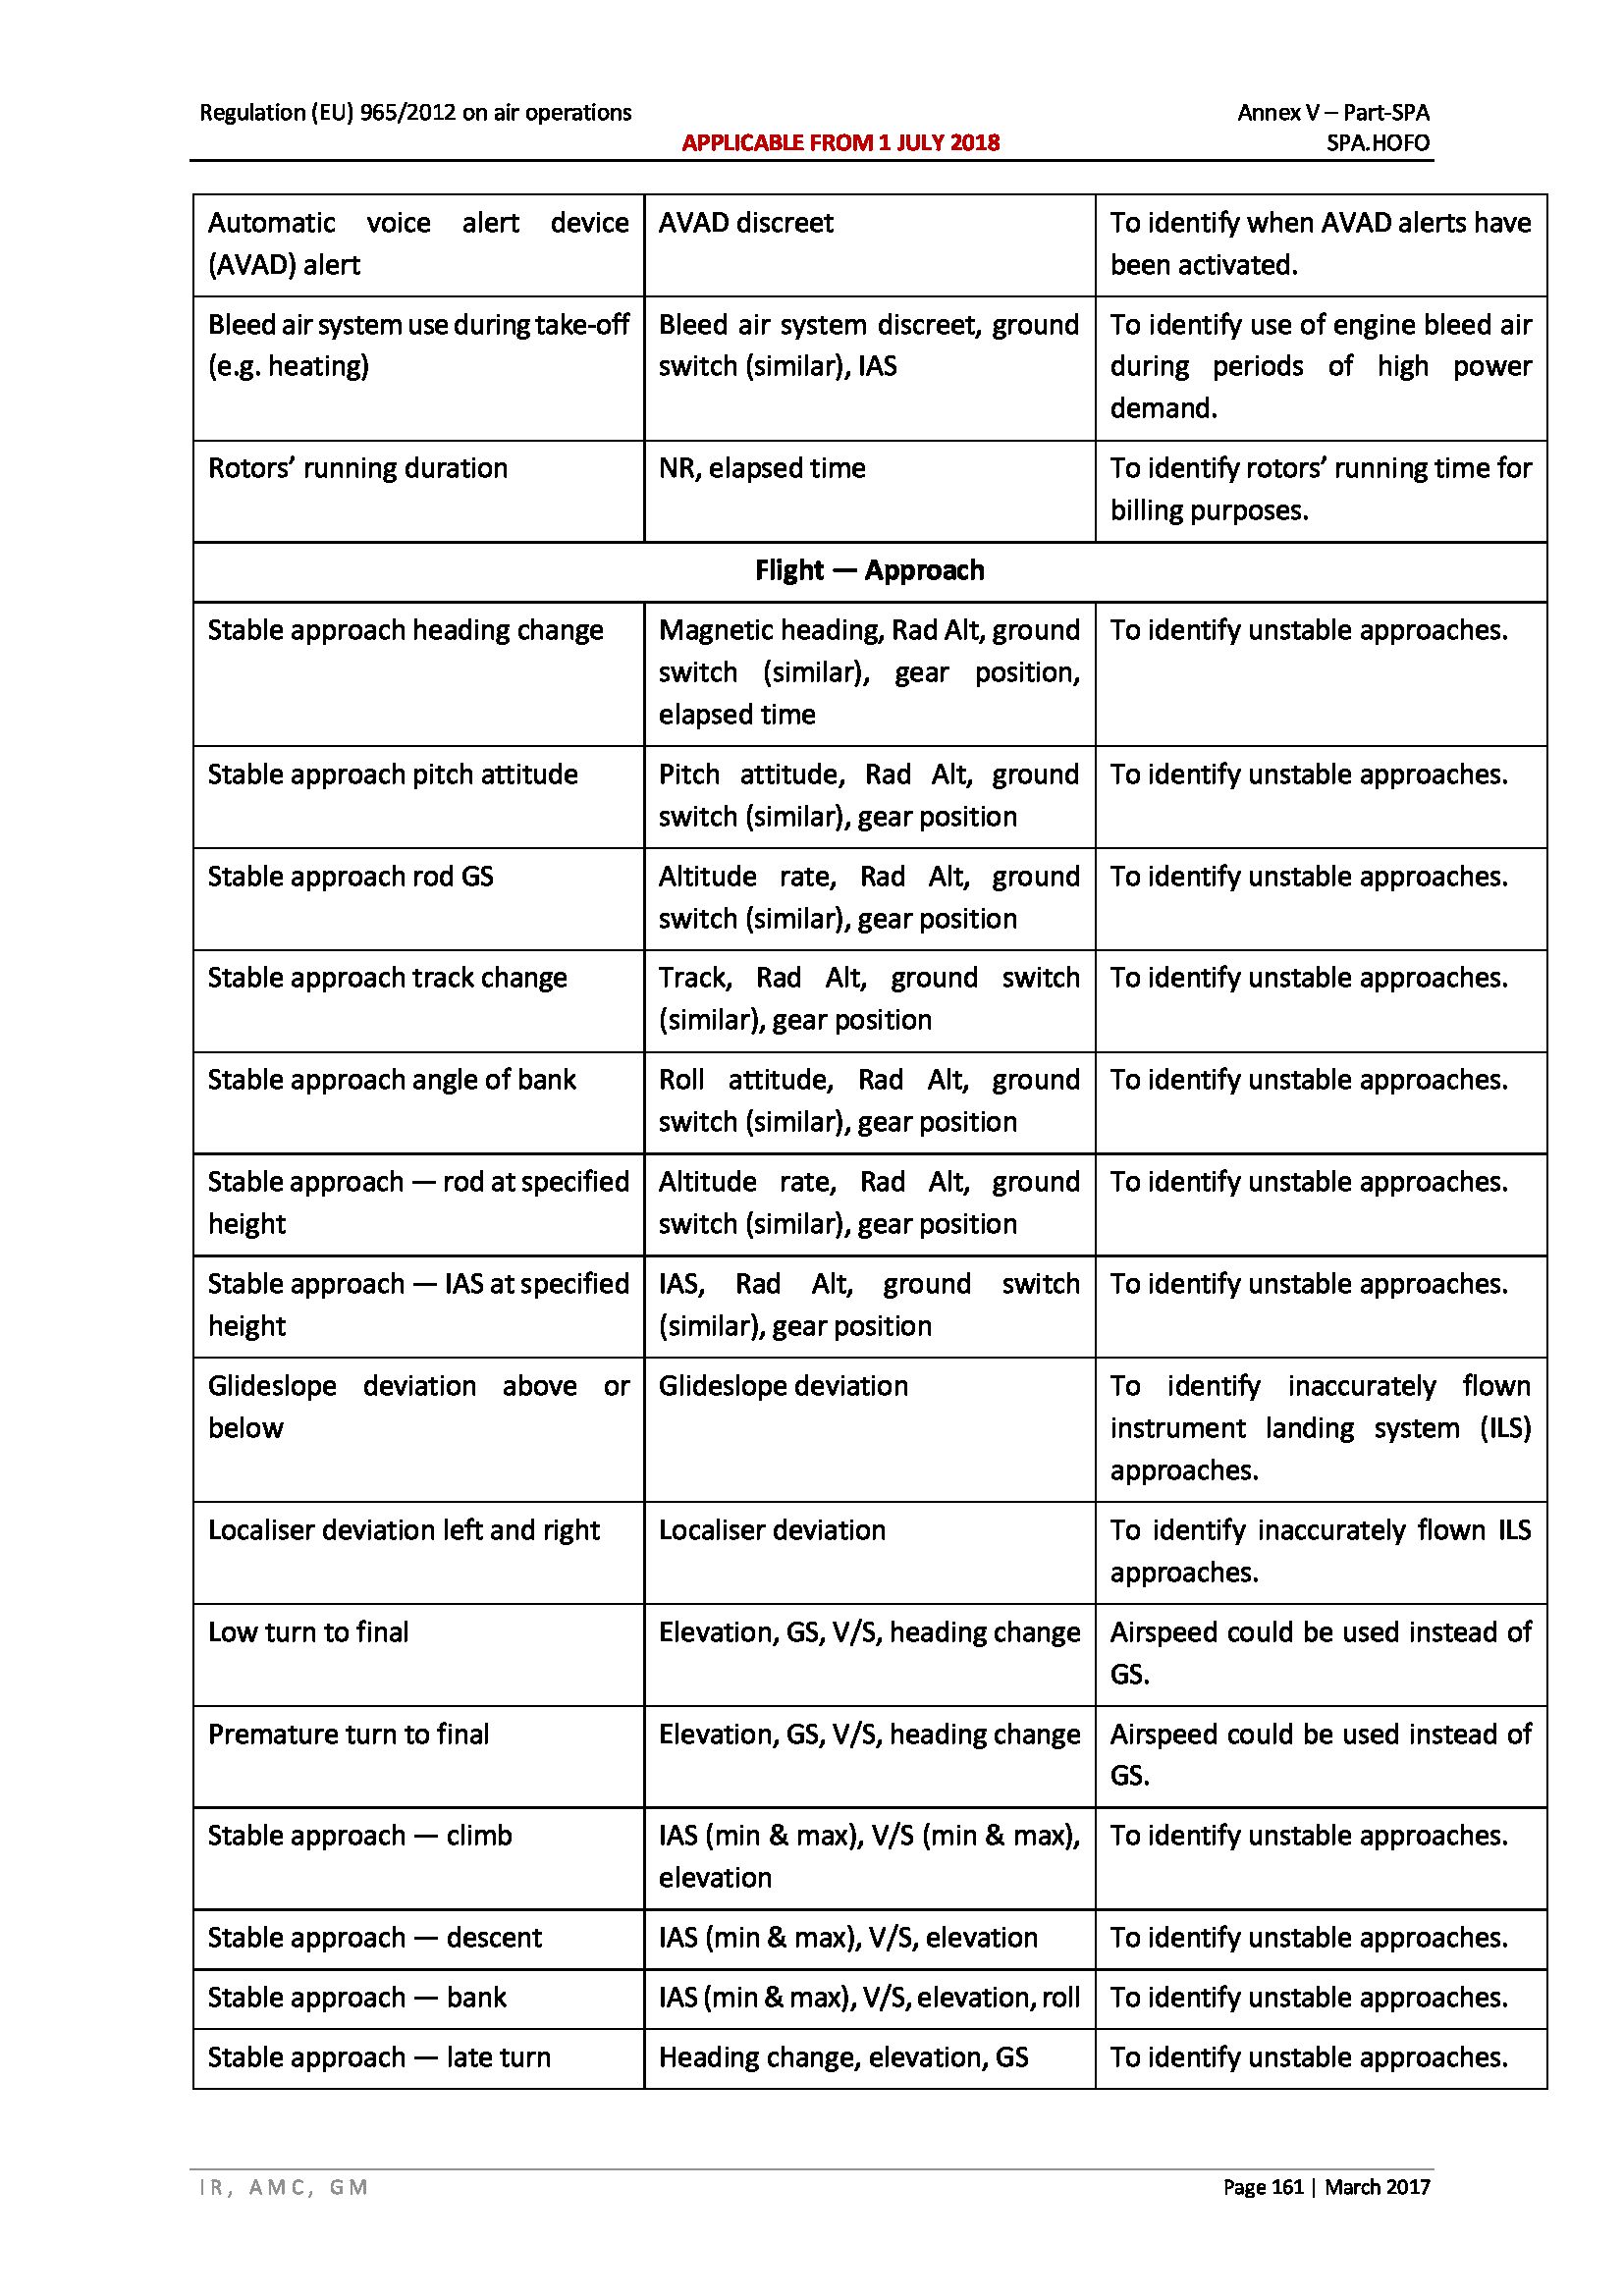 Regulation (EU) 965/2012 on air operations
Annex V – Part-SPA
APPLICABLE FROM 1 JULY 2018
SPA.HOFO
Automatic voice alert device
(AVAD) alert
AVAD discreet
To identify when AVAD alerts have
been activated.
Bleed air system use during take-off
(e.g. heating)
Bleed air system discreet, ground
switch (similar), IAS
To identify use of engine bleed air
during periods of high power
demand.
Rotors’ running duration
NR, elapsed time
To identify rotors’ running time for
billing purposes.
Flight — Approach
Stable approach heading change
Magnetic heading, Rad Alt, ground
switch (similar), gear position,
elapsed time
To identify unstable approaches.
Stable approach pitch attitude
Pitch attitude, Rad Alt, ground
switch (similar), gear position
To identify unstable approaches.
Stable approach rod GS
Altitude rate, Rad Alt, ground
switch (similar), gear position
To identify unstable approaches.
Stable approach track change
Track, Rad Alt, ground switch
(similar), gear position
To identify unstable approaches.
Stable approach angle of bank
Roll attitude, Rad Alt, ground
switch (similar), gear position
To identify unstable approaches.
Stable approach — rod at specified
height
Altitude rate, Rad Alt, ground
switch (similar), gear position
To identify unstable approaches.
Stable approach — IAS at specified
height
IAS, Rad Alt, ground switch
(similar), gear position
To identify unstable approaches.
Glideslope deviation above or
below
Glideslope deviation
To identify inaccurately flown
instrument landing system (ILS)
approaches.
Localiser deviation left and right
Localiser deviation
To identify inaccurately flown ILS
approaches.
Low turn to final
Elevation, GS, V/S, heading change
Airspeed could be used instead of
GS.
Premature turn to final
Elevation, GS, V/S, heading change
Airspeed could be used instead of
GS.
Stable approach — climb
IAS (min & max), V/S (min & max),
elevation
To identify unstable approaches.
Stable approach — descent
IAS (min & max), V/S, elevation
To identify unstable approaches.
Stable approach — bank
IAS (min & max), V/S, elevation, roll
To identify unstable approaches.
Stable approach — late turn
Heading change, elevation, GS
To identify unstable approaches.
IR, AMC, GM
Page 161 | March 2017